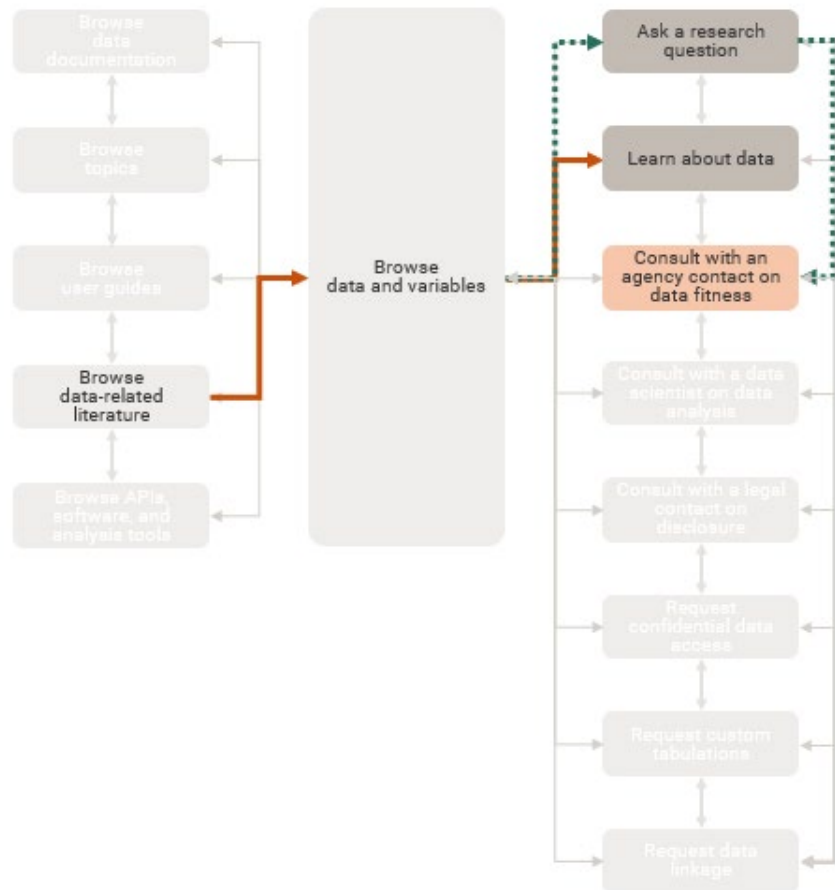 Browse
data
documentation
Browse
topics
Browse
user guides
Browse
data-related
literature
Browse APIs,
software, and
analysis tools
Browse
data and variables
Ask a research
question
Learn about data
Consult with an
agency contact on
data fitness
Consult with a data
scientist on data
analysis
Consult with a legal
contact on
disclosure
Request
confidential data
access
Request custom
tabulations
Request data
linkage